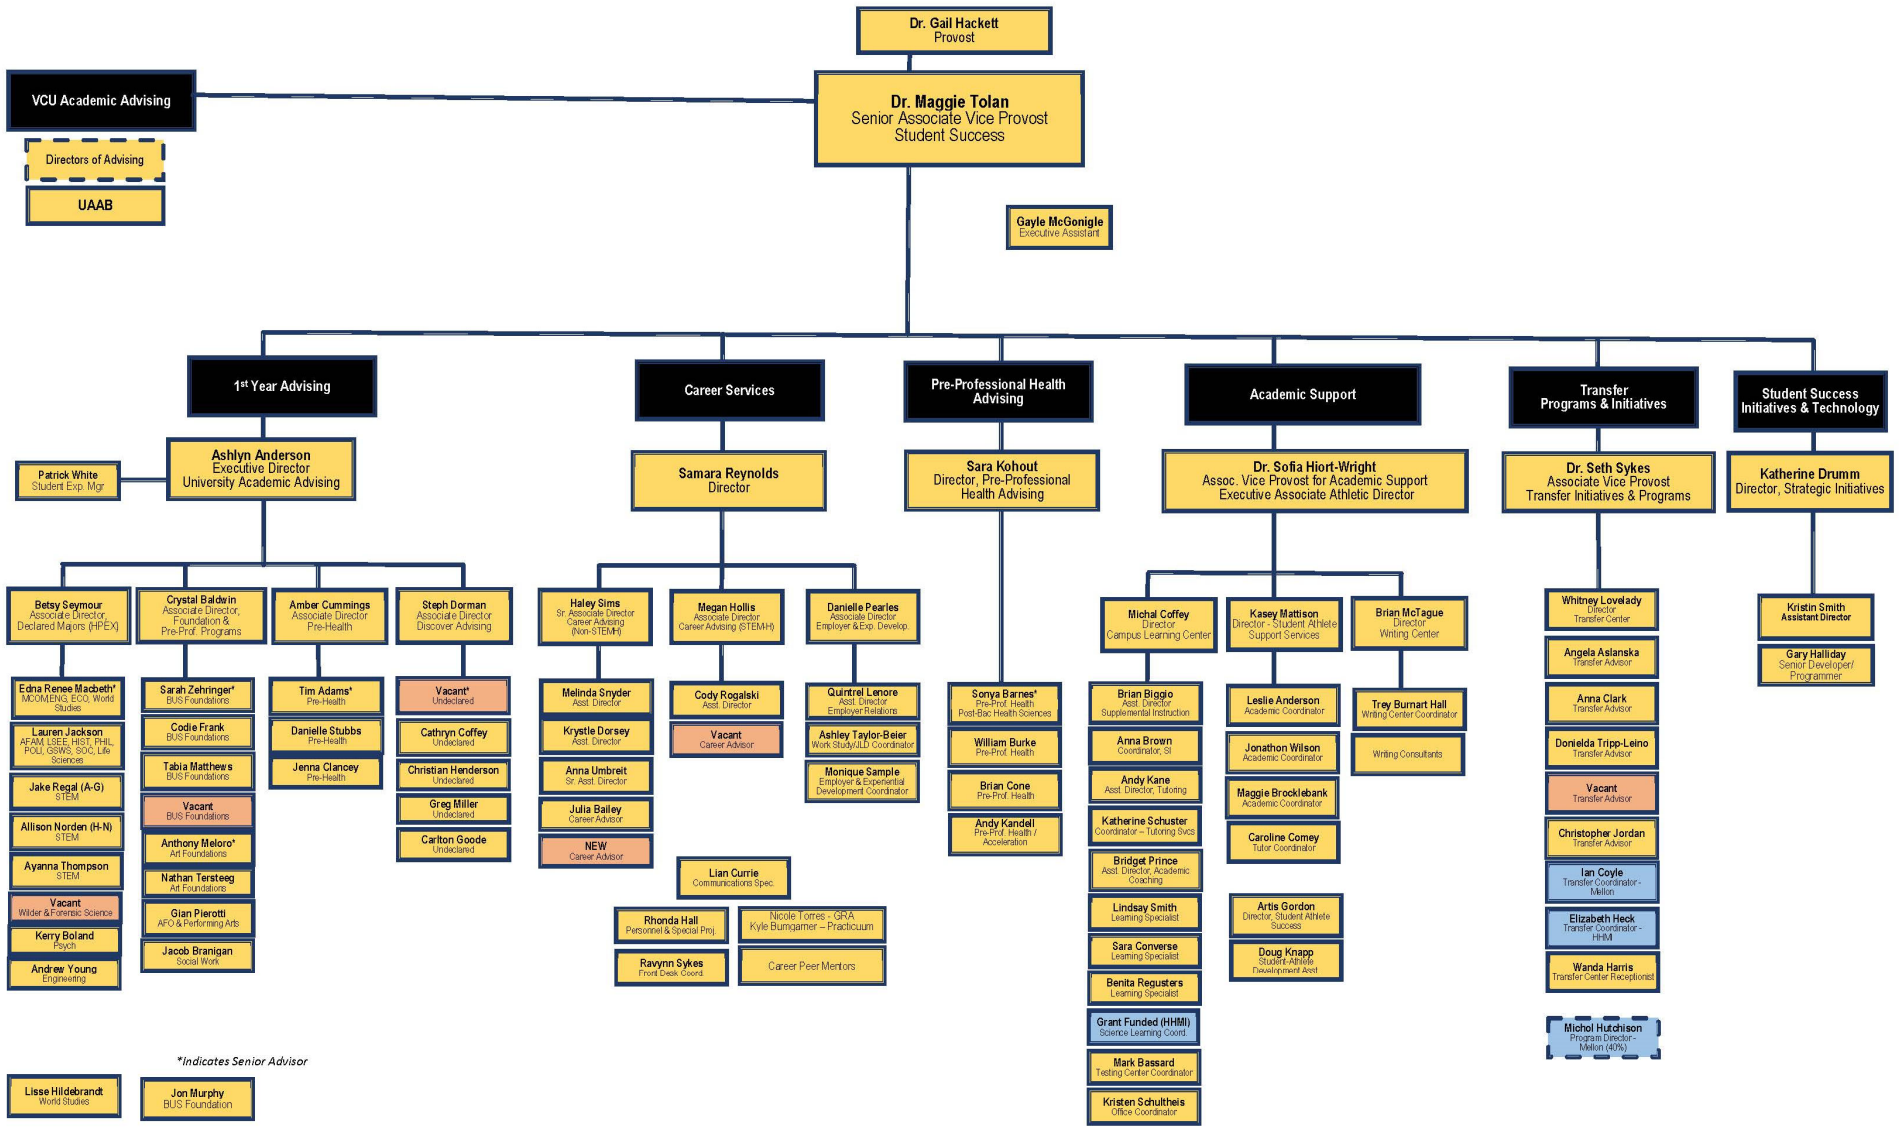 Dr. Gail Hackett
Provost
VCU Academic Advising
Dr. Maggie Tolan
Senior Associate Vice Provost
Student Success
Directors of Advising
UAAB
Gayle McGonigle
Executive Assistant
1st Year Advising
Career Services
Pre-Professional Health
Advising
Academic Support
Transfer
Programs & Initiatives
Student Success
Initiatives & Technology
Patrick White
Student Exp. Mgr
Ashlyn Anderson
Executive Director
University Academic Advising
Samara Reynolds
Director
Sara Kohout
Director, Pre-Professional
Health Advising
Dr. Sofia Hiort-Wright
Assoc. Vice Provost for Academic Support
Executive Associate Athletic Director
Dr. Seth Sykes
Associate Vice Provost
Transfer Initiatives & Programs
Katherine Drumm
Director, Strategic Initiatives
Betsy Seymour
Associate Director,
Declared Majors (HPEX)
Edna Renee Macbeth*
MCOM,ENG, ECO, World
Studies
Lauren Jackson
AFAM, LSEE, HIST, PHIL,
POLI, GSWS, SOC, Life
Sciences
Jake Regal (A-G)
STEM
Allison Norden (H-N)
STEM
Ayanna Thompson
STEM
Vacant
Wilder & Forensic Science
Kerry Boland
Psych
Andrew Young
Engineering
Crystal Baldwin
Associate Director,
Foundation &
Pre-Prof. Programs
Sarah Zehringer*
BUS Foundations
Codie Frank
BUS Foundations
Tabia Matthews
BUS Foundations
Vacant
BUS Foundations
Anthony Meloro*
Art Foundations
Nathan Tersteeg
Art Foundations
Gian Pierotti
AFO & Performing Arts
Jacob Branigan
Social Work
Amber Cummings
Associate Director
Pre-Health
Tim Adams*
Pre-Health
Danielle Stubbs
Pre-Health
Jenna Clancey
Pre-Health
Steph Dorman
Associate Director
Discover Advising
Vacant*
Undeclared
Cathryn Coffey
Undeclared
Christian Henderson
Undeclared
Greg Miller
Undeclared
Carlton Goode
Undeclared
Haley Sims
Sr. Associate Director
Career Advising
(Non-STEMH)
Melinda Snyder
Asst. Director
Krystle Dorsey
Asst. Director
Anna Umbreit
Sr. Asst. Director
Julia Bailey
Career Advisor
NEW
Career Advisor
Megan Hollis
Associate Director
Career Advising (STEM-H)
Cody Rogalski
Asst. Director
Vacant
Career Advisor
Danielle Pearles
Associate Director
Employer & Exp. Develop.
Quintrel Lenore
Asst. Director
Employer Relations
Ashley Taylor-Beier
Work Study/JLD Coordinator
Monique Sample
Employer & Experiential
Development Coordinator
Lian Currie
Communications Spec.
Rhonda Hall
Personnel & Special Proj.
Nicole Torres - GRA
Kyle Bumgarner – Practicuum
Ravynn Sykes
Front Desk Coord.
Career Peer Mentors
Sonya Barnes*
Pre-Prof. Health
Post-Bac Health Sciences
William Burke
Pre-Prof. Health
Brian Cone
Pre-Prof. Health
Andy Kandell
Pre-Prof. Health /
Acceleration
Michal Coffey
Director
Campus Learning Center
Brian Biggio
Asst. Director
Supplemental Instruction
Anna Brown
Coordinator, SI
Andy Kane
Asst. Director, Tutoring
Katherine Schuster
Coordinator – Tutoring Svcs
Bridget Prince
Asst. Director, Academic
Coaching
Lindsay Smith
Learning Specialist
Sara Converse
Learning Specialist
Benita Regusters
Learning Specialist
Grant Funded (HHMI)
Science Learning Coord.
Mark Bassard
Testing Center Coordinator
Kristen Schultheis
Office Coordinator
Kasey Mattison
Director - Student Athlete
Support Services
Leslie Anderson
Academic Coordinator
Jonathon Wilson
Academic Coordinator
Maggie Brocklebank
Academic Coordinator
Caroline Comey
Tutor Coordinator
Artis Gordon
Director, Student Athlete
Success
Doug Knapp
Student-Athlete
Development Asst
Brian McTague
Director
Writing Center
Trey Burnart Hall
Writing Center Coordinator
Writing Consultants
Whitney Lovelady
Director
Transfer Center
Angela Aslanska
Transfer Advisor
Anna Clark
Transfer Advisor
Donielda Tripp-Leino
Transfer Advisor
Vacant
Transfer Advisor
Christopher Jordan
Transfer Advisor
Ian Coyle
Transfer Coordinator -
Mellon
Elizabeth Heck
Transfer Coordinator -
HHMI
Wanda Harris
Transfer Center Receptionist
Michol Hutchison
Program Director -
Mellon (40%)
Kristin Smith
Assistant Director
Gary Halliday
Senior Developer/
Programmer
*Indicates Senior Advisor
Lisse Hildebrandt
World Studies
Jon Murphy
BUS Foundation